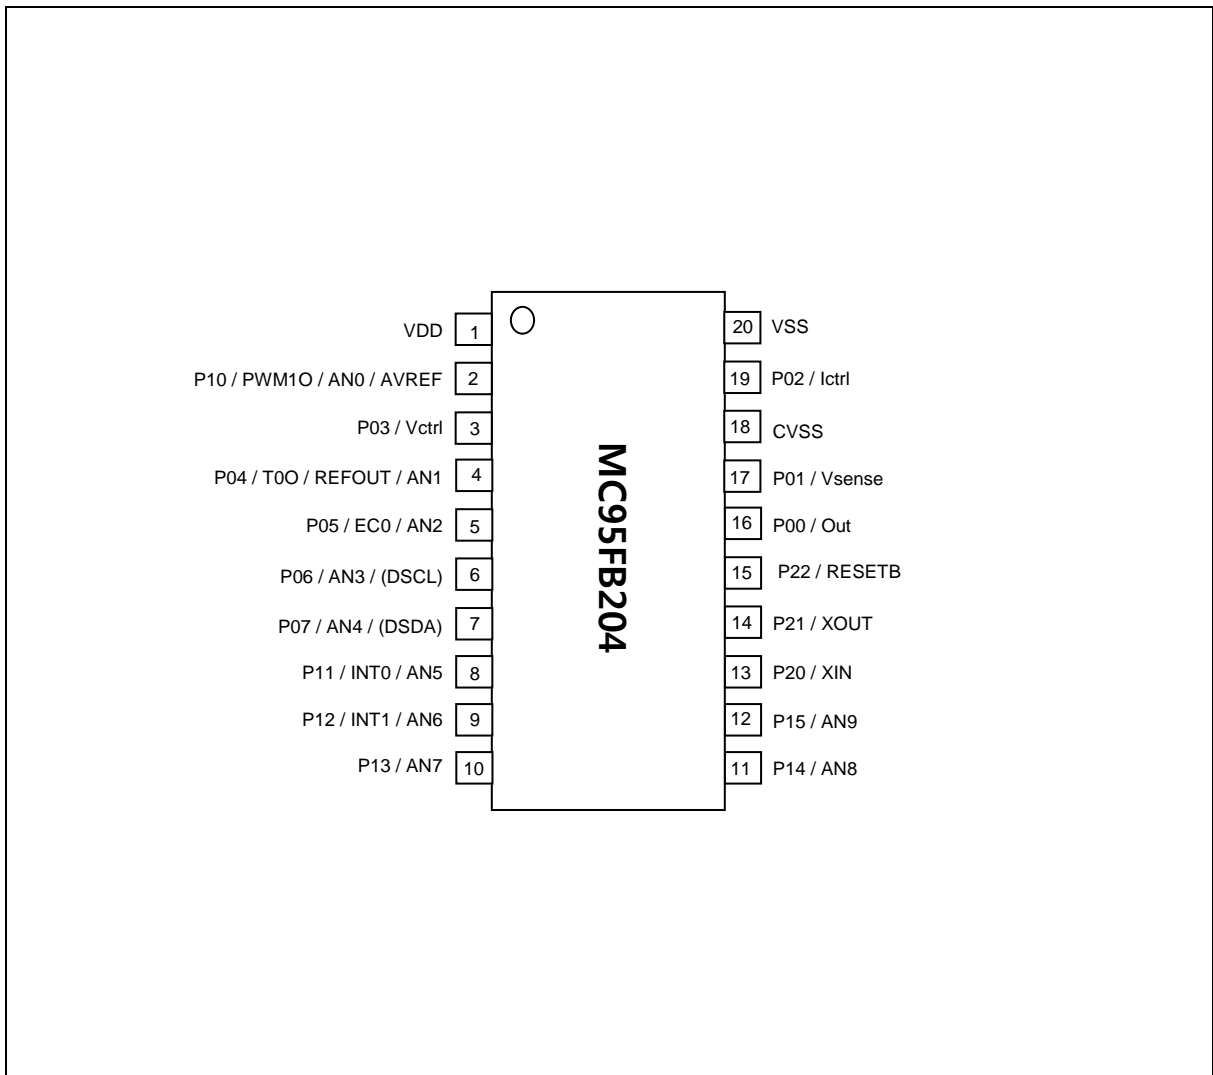 VDD 1
P10 / PWM1O / AN0 / AVREF 2
P03 / Vctrl 3
P04 / T0O / REFOUT / AN1 4
P05 / EC0 / AN2 5
P06 / AN3 / (DSCL) 6
P07 / AN4 / (DSDA) 7
P11 / INT0 / AN5 8
P12 / INT1 / AN6 9
P13 / AN7 10
MC95FB204
20 VSS
19 P02 / Ictrl
18 CVSS
17 P01 / Vsense
16 P00 / Out
15 P22 / RESETB
14 P21 / XOUT
13 P20 / XIN
12 P15 / AN9
11 P14 / AN8